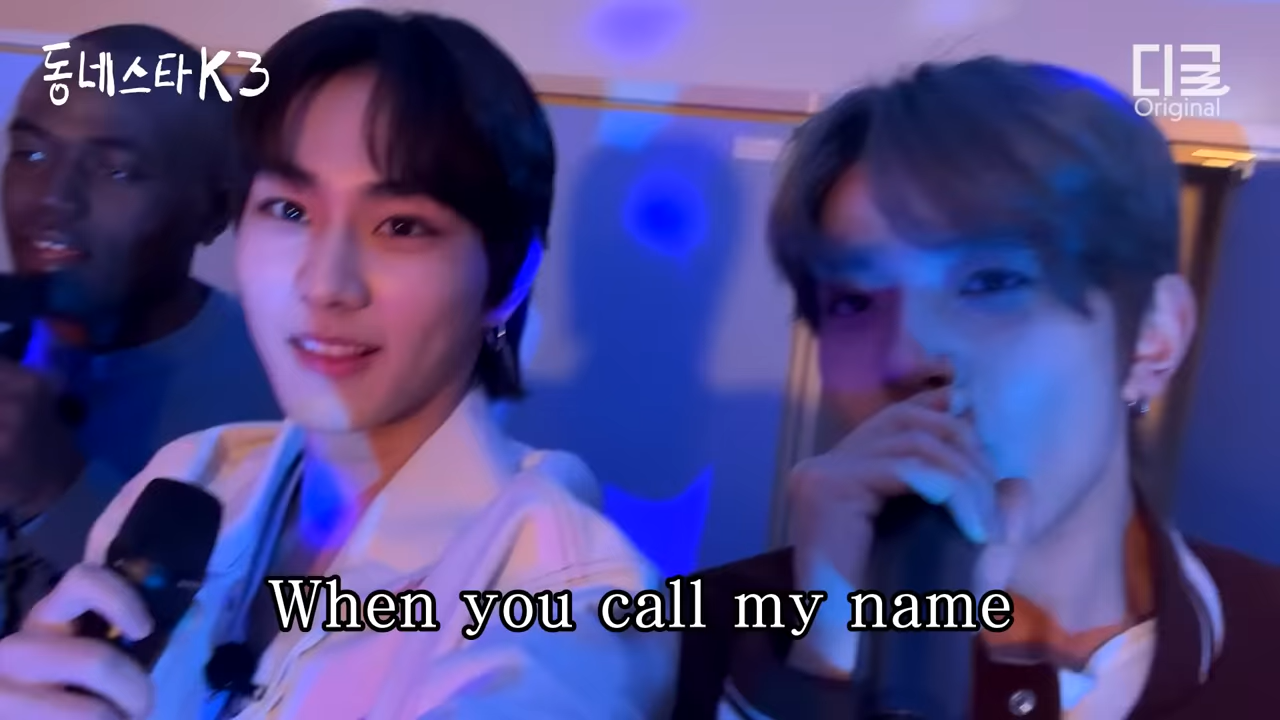 동네스타K3
디글
Original
When you call my name